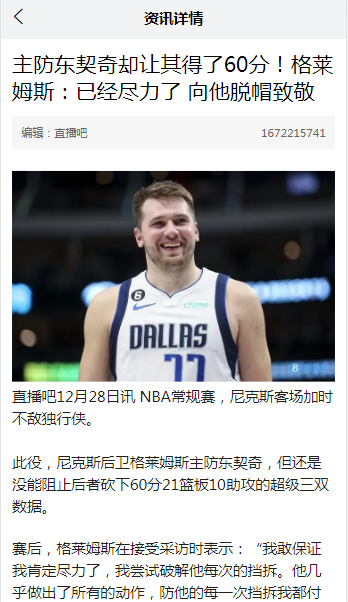 资讯详情
主防东契奇却让其得了60分！格莱
姆斯：已经尽力了 向他脱帽致敬
编辑：直播吧 1672215741
6
chime
DALLAS
77
8
直播吧12月28日讯 NBA常规赛，尼克斯客场加时
不敌独行侠。
此役，尼克斯后卫格莱姆斯主防东契奇，但还是
没能阻止后者砍下60分21篮板10助攻的超级三双
数据。
赛后，格莱姆斯在接受采访时表示：“我敢保证
我肯定尽力了，我尝试破解他每次的挡拆。他几
乎做出了所有的动作，防他的每一次挡拆我都付